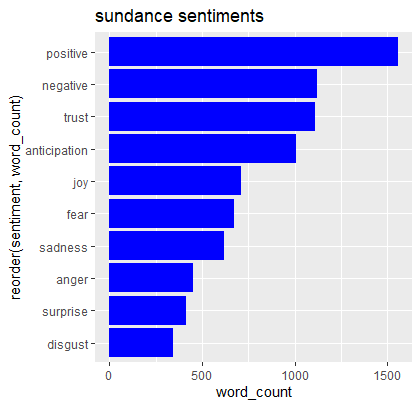 sundance sentiments
reorder(sentiment, word_count)
positive
negative
trust
anticipation
joy
fear
sadness
anger
surprise
disgust
0 500 1000 1500
word_count